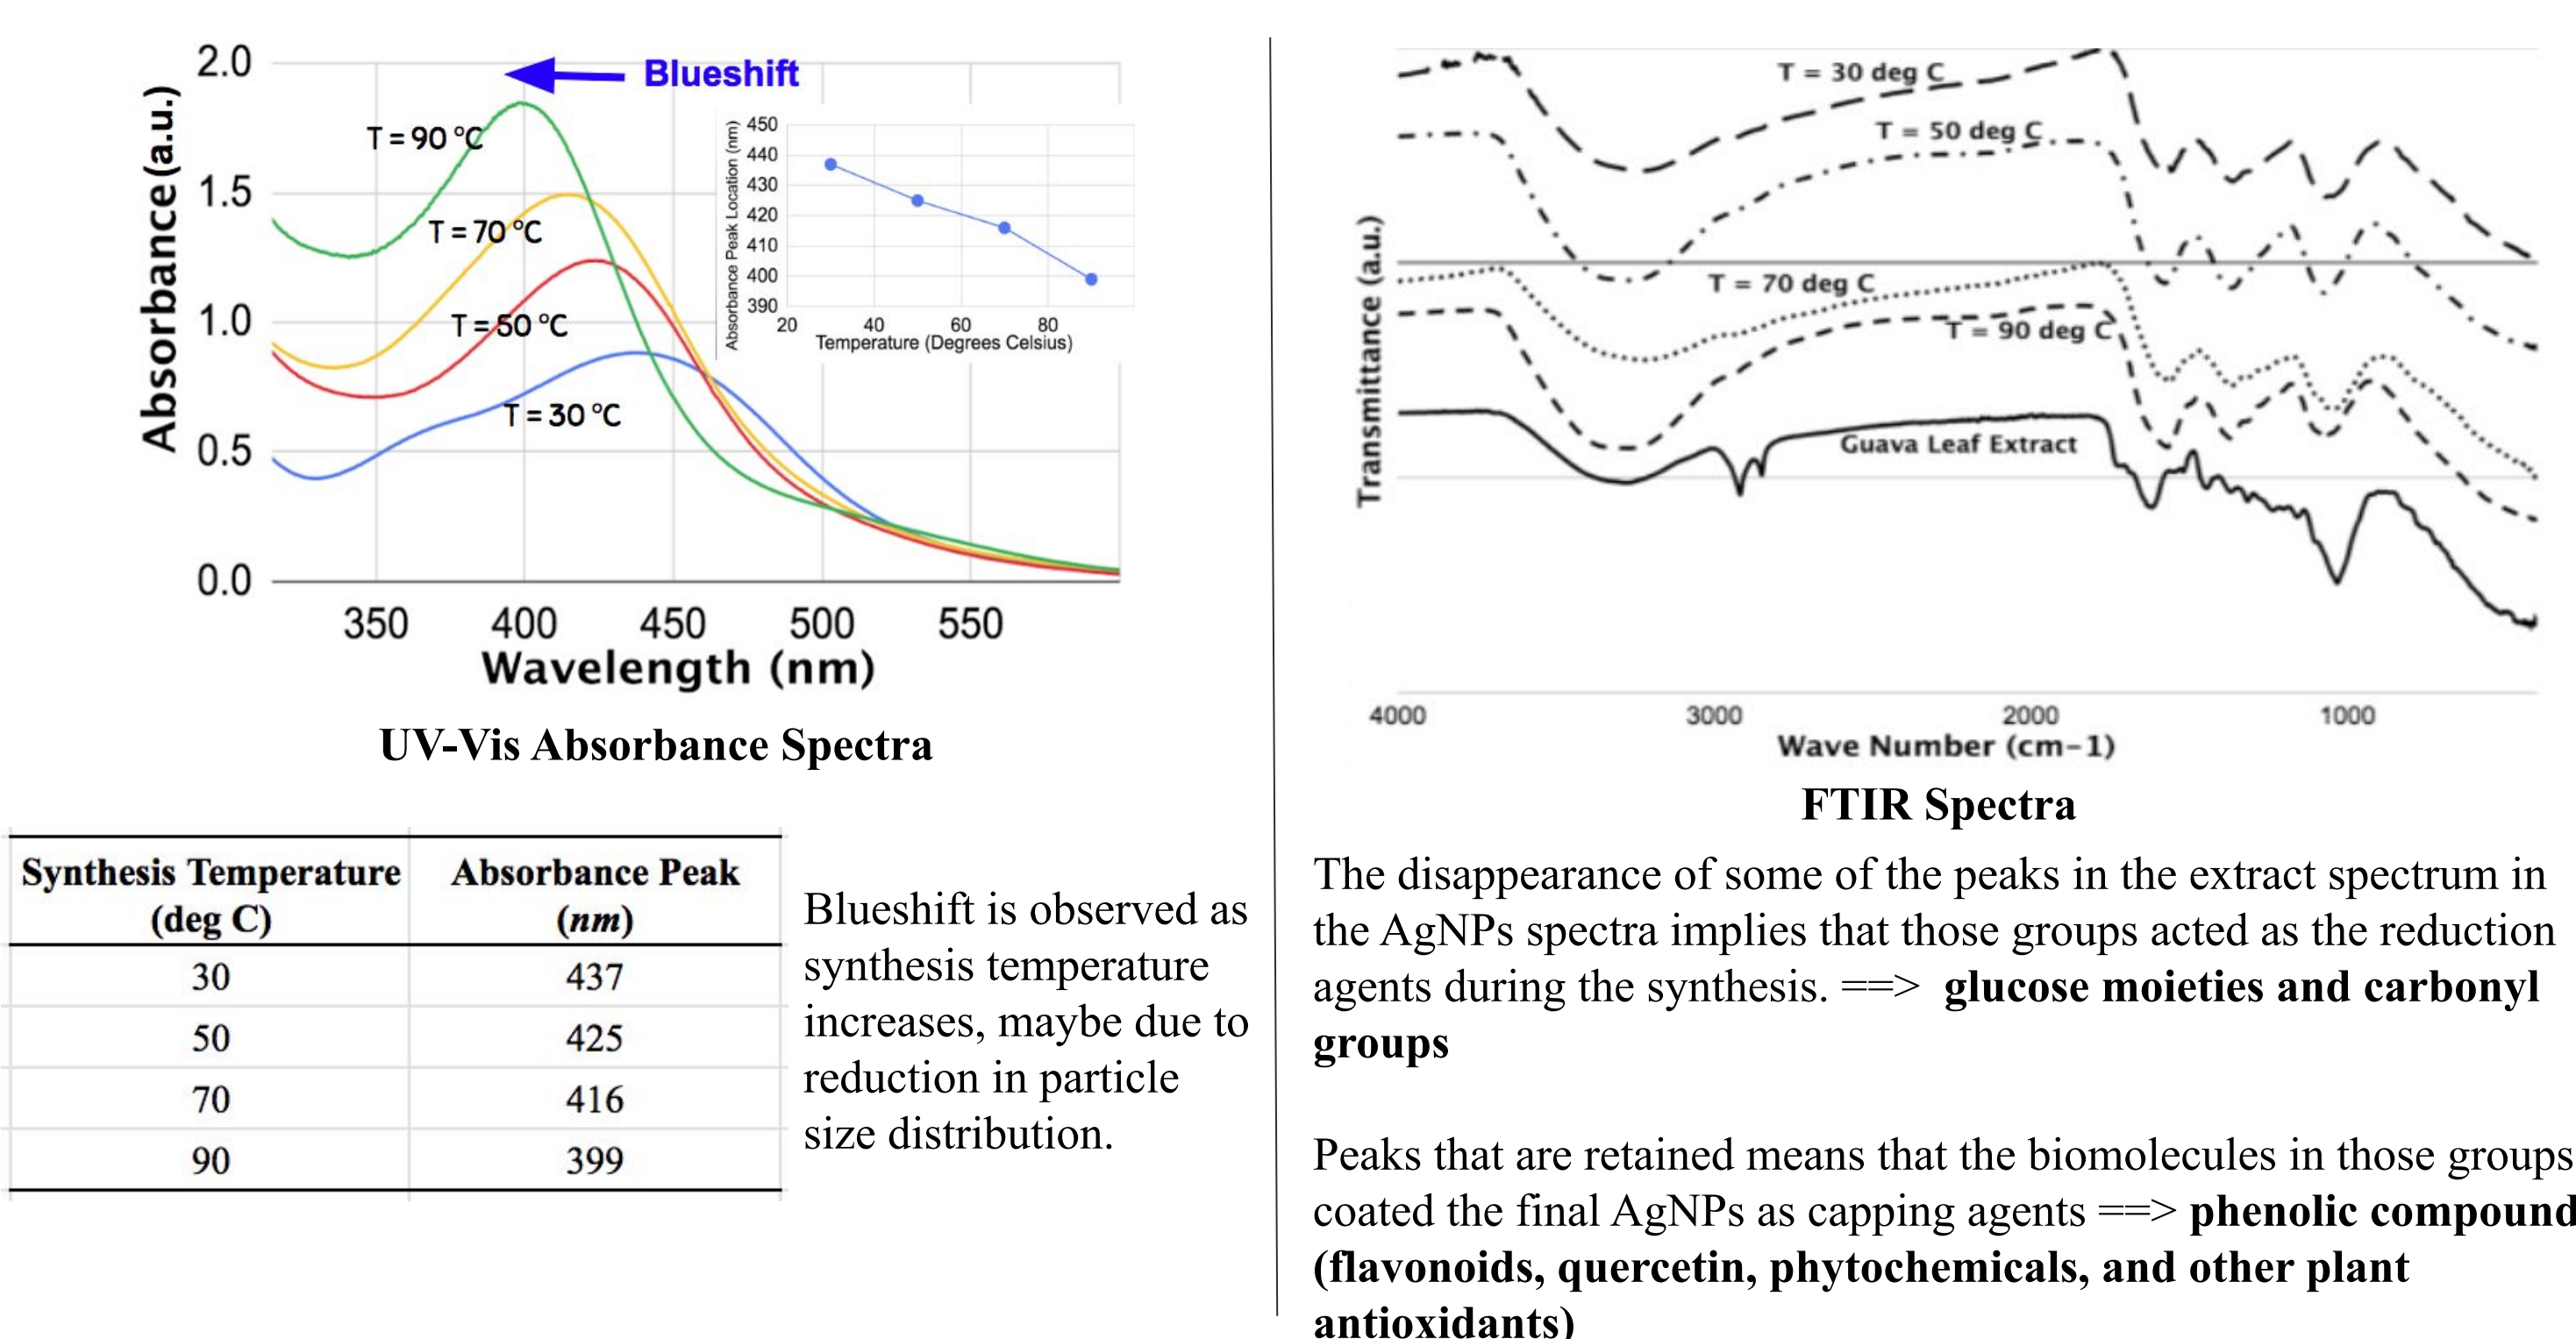 2.0
1.5
1.0
0.5
0.0
Absorbance (a.u.)
Blueshift
T = 90 °C
T = 70 °C
T = 50 °C
T = 30 °C
450
440
430
420
410
400
390
Absorbance Peak Location (nm)
20 40 60 80
Temperature (Degrees Celsius)
350 400 450 500 550
Wavelength (nm)
UV-Vis Absorbance Spectra
Synthesis Temperature Absorbance Peak
(deg C) (nm)
30 437
50 425
70 416
90 399
Blueshift is observed as
synthesis temperature
increases, maybe due to
reduction in particle
size distribution.
T = 30 deg C
T = 50 deg C
T = 70 deg C
T = 90 deg C
Guava Leaf Extract
Transmittance (a.u.)
4000 3000 2000 1000
Wave Number (cm-1)
FTIR Spectra
The disappearance of some of the peaks in the extract spectrum in
the AgNPs spectra implies that those groups acted as the reduction
agents during the synthesis. ==> glucose moieties and carbonyl
groups
Peaks that are retained means that the biomolecules in those groups
coated the final AgNPs as capping agents ==> phenolic compound
(flavonoids, quercetin, phytochemicals, and other plant
antioxidants)